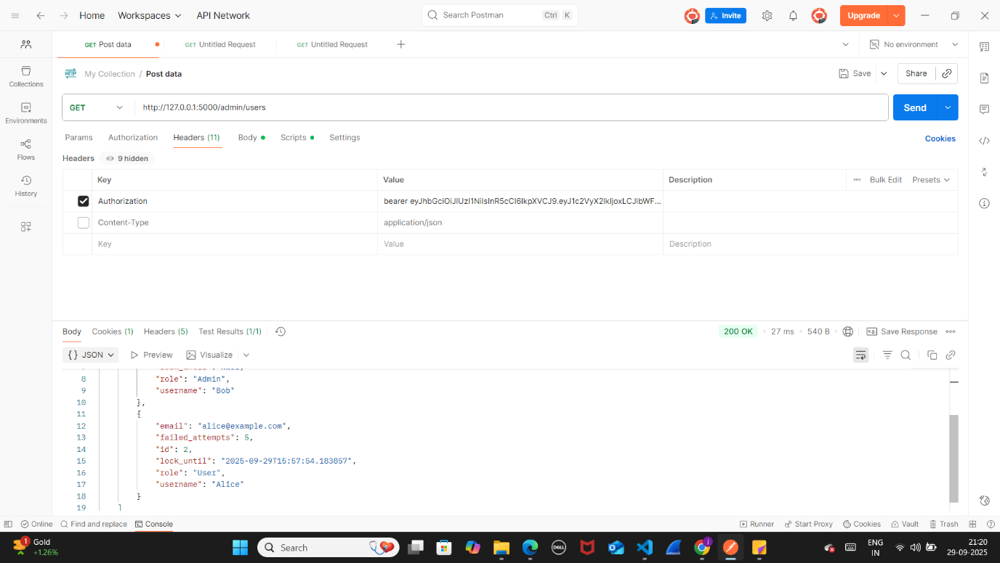 Home Workspaces API Network Search Postman Ctrl K Invite Upgrade
GET Post data GET Untitled Request GET Untitled Request No environment
HTTP My Collection / Post data Save Share
GET http://127.0.0.1:5000/admin/users Send
Params Authorization Headers (11) Body Scripts Settings Cookies
Headers 9 hidden
Key Value Description Bulk Edit Presets
Authorization bearer
Content-Type application/json
Key Value Description
Collections
Environments
Flows
History
Body Cookies (1) Headers (5) Test Results (1/1) 200 OK 27 ms 540 B e.g. Save Response
{} JSON Preview Visualize
8 "role": "Admin",
9 "username": "Bob"
10 },
11 {
12 "email": "alice@example.com",
13 "failed_attempts": 5,
14 "id": 2,
15 "lock_until": "2025-09-29T15:57:54.183857",
16 "role": "User",
17 "username": "Alice"
18 }
19 ]
Online Find and replace Console Runner Start Proxy Cookies Vault Trash
1 Gold
+1.26%
Search
DELL
ENG
IN
21:20
29-09-2025